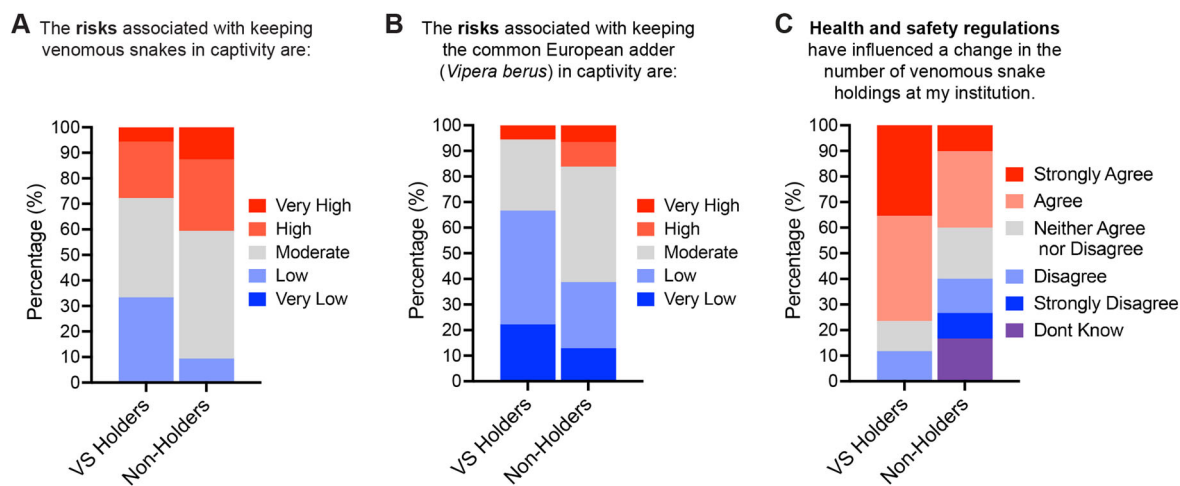 A The risks associated with keeping
venomous snakes in captivity are:
Percentage (%)
100
90
80
70
60
50
40
30
20
10
0
VS Holders
Non-Holders
Very High
High
Moderate
Low
Very Low
B The risks associated with keeping
the common European adder
(Vipera berus) in captivity are:
Percentage (%)
100
90
80
70
60
50
40
30
20
10
0
VS Holders
Non-Holders
Very High
High
Moderate
Low
Very Low
C Health and safety regulations
have influenced a change in the
number of venomous snake
holdings at my institution.
Percentage (%)
100
90
80
70
60
50
40
30
20
10
0
VS Holders
Non-Holders
Strongly Agree
Agree
Neither Agree
nor Disagree
Disagree
Strongly Disagree
Dont Know